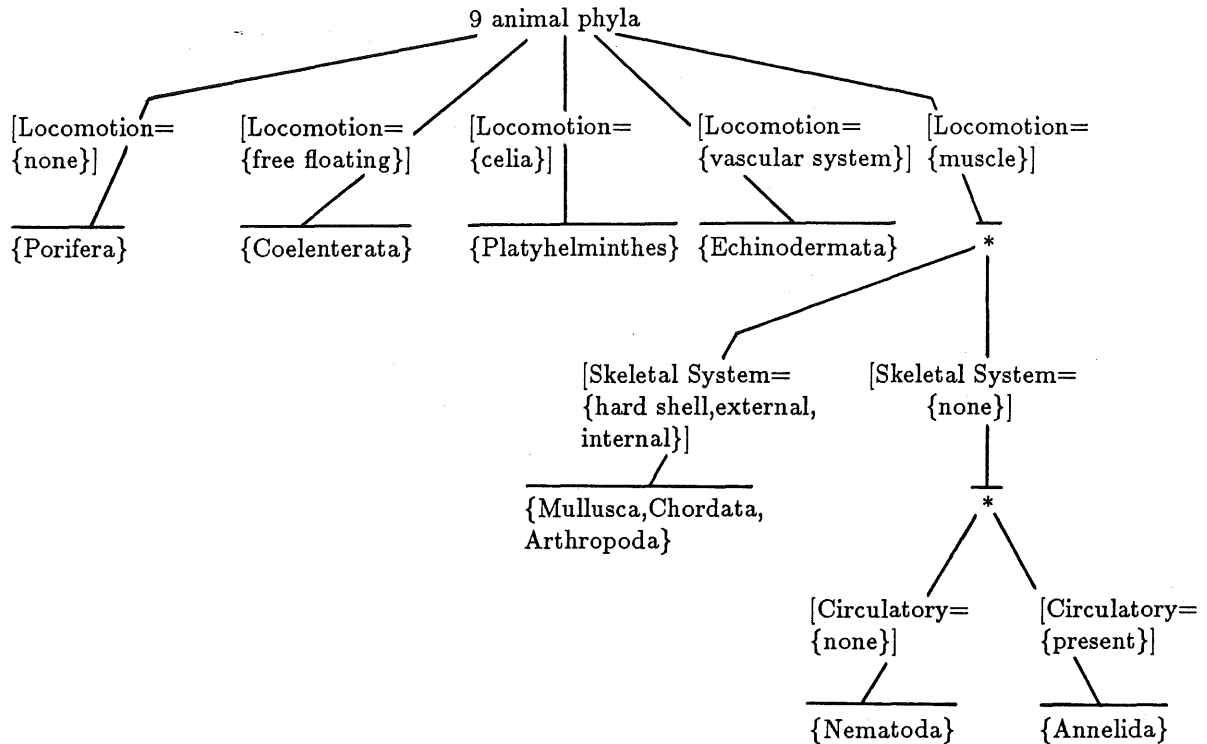 9 animal phyla
[Locomotion=
{none}]
[Locomotion=
{free floating}]
[Locomotion=
{celia}]
[Locomotion=
{vascular system}]
[Locomotion=
{muscle}]
{Porifera}
{Coelenterata}
{Platyhelminthes}
{Echinodermata}
*
[Skeletal System=
{hard shell,external,
internal}]
[Skeletal System=
{none}]
{Mullusca,Chordata,
Arthropoda}
*
[Circulatory=
{none}]
[Circulatory=
{present}]
{Nematoda}
{Annelida}